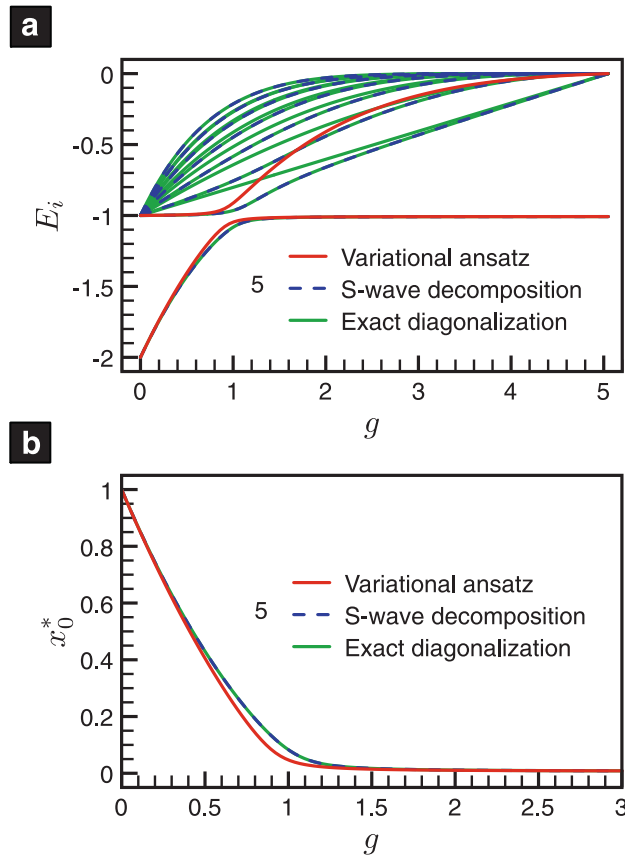 a
0
-0.5
-1
-1.5
-2
E_i
Variational ansatz
5
S-wave decomposition
Exact diagonalization
0 1 2 3 4 5
g
b
1
0.8
0.6
0.4
0.2
0
x_0^*
Variational ansatz
5
S-wave decomposition
Exact diagonalization
0 0.5 1 1.5 2 2.5 3
g